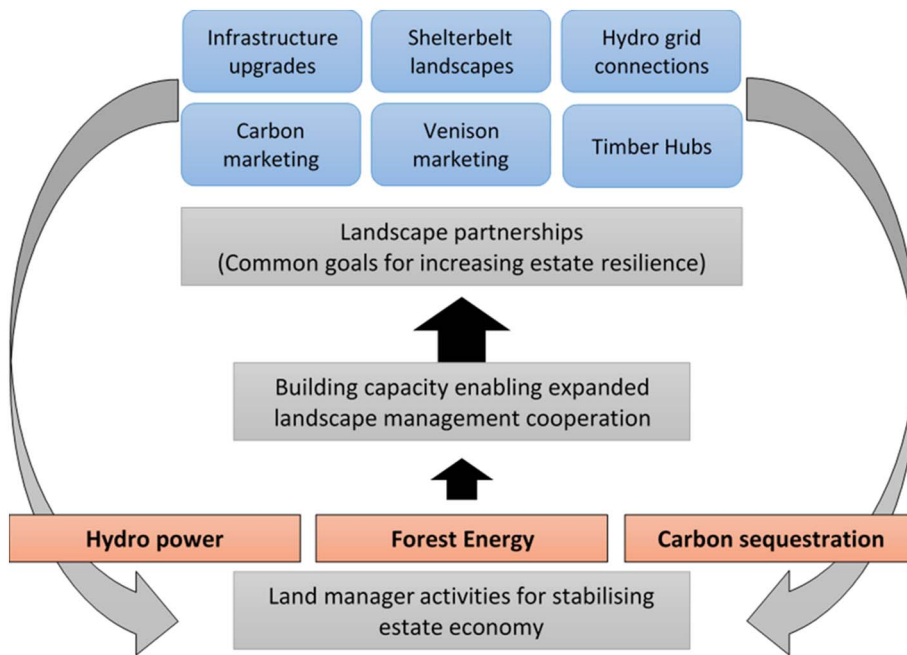 Infrastructure
upgrades
Shelterbelt
landscapes
Hydro grid
connections
Carbon
marketing
Venison
marketing
Timber Hubs
Landscape partnerships
(Common goals for increasing estate resilience)
Building capacity enabling expanded
landscape management cooperation
Hydro power
Forest Energy
Carbon sequestration
Land manager activities for stabilising
estate economy